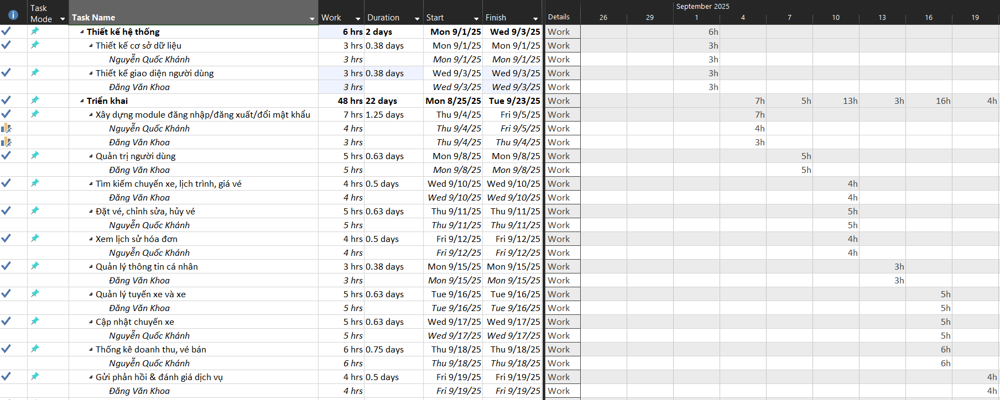 Task Mode Task Name Work Duration Start Finish Details 26 29 September 2025 1 4 7 10 13 16 19
Thiết kế hệ thống 6 hrs 2 days Mon 9/1/25 Wed 9/3/25 Work 6h
Thiết kế cơ sở dữ liệu 3 hrs 0.38 days Mon 9/1/25 Mon 9/1/25 Work 3h
Nguyễn Quốc Khánh 3 hrs Mon 9/1/25 Mon 9/1/25 Work 3h
Thiết kế giao diện người dùng 3 hrs 0.38 days Wed 9/3/25 Wed 9/3/25 Work 3h
Đăng Văn Khoa 3 hrs Wed 9/3/25 Wed 9/3/25 Work 3h
Triển khai 48 hrs 22 days Mon 8/25/25 Tue 9/23/25 Work 7h 5h 13h 3h 16h 4h
Xây dựng module đăng nhập/đăng xuất/đổi mật khẩu 7 hrs 1.25 days Thu 9/4/25 Fri 9/5/25 Work 7h
Nguyễn Quốc Khánh 4 hrs Thu 9/4/25 Fri 9/5/25 Work 4h
Đăng Văn Khoa 3 hrs Thu 9/4/25 Thu 9/4/25 Work 3h
Quản trị người dùng 5 hrs 0.63 days Mon 9/8/25 Mon 9/8/25 Work 5h
Đăng Văn Khoa 5 hrs Mon 9/8/25 Mon 9/8/25 Work 5h
Tìm kiếm chuyến xe, lịch trình, giá vé 4 hrs 0.5 days Wed 9/10/25 Wed 9/10/25 Work 4h
Đăng Văn Khoa 4 hrs Wed 9/10/25 Wed 9/10/25 Work 4h
Đặt vé, chỉnh sửa, hủy vé 5 hrs 0.63 days Thu 9/11/25 Thu 9/11/25 Work 5h
Nguyễn Quốc Khánh 5 hrs Thu 9/11/25 Thu 9/11/25 Work 5h
Xem lịch sử hóa đơn 4 hrs 0.5 days Fri 9/12/25 Fri 9/12/25 Work 4h
Nguyễn Quốc Khánh 4 hrs Fri 9/12/25 Fri 9/12/25 Work 4h
Quản lý thông tin cá nhân 3 hrs 0.38 days Mon 9/15/25 Mon 9/15/25 Work 3h
Đăng Văn Khoa 3 hrs Mon 9/15/25 Mon 9/15/25 Work 3h
Quản lý tuyến xe và xe 5 hrs 0.63 days Tue 9/16/25 Tue 9/16/25 Work 5h
Đăng Văn Khoa 5 hrs Tue 9/16/25 Tue 9/16/25 Work 5h
Cập nhật chuyến xe 5 hrs 0.63 days Wed 9/17/25 Wed 9/17/25 Work 5h
Nguyễn Quốc Khánh 5 hrs Wed 9/17/25 Wed 9/17/25 Work 5h
Thống kê doanh thu, vé bán 6 hrs 0.75 days Thu 9/18/25 Thu 9/18/25 Work 6h
Nguyễn Quốc Khánh 6 hrs Thu 9/18/25 Thu 9/18/25 Work 6h
Gửi phản hồi & đánh giá dịch vụ 4 hrs 0.5 days Fri 9/19/25 Fri 9/19/25 Work 4h
Đăng Văn Khoa 4 hrs Fri 9/19/25 Fri 9/19/25 Work 4h